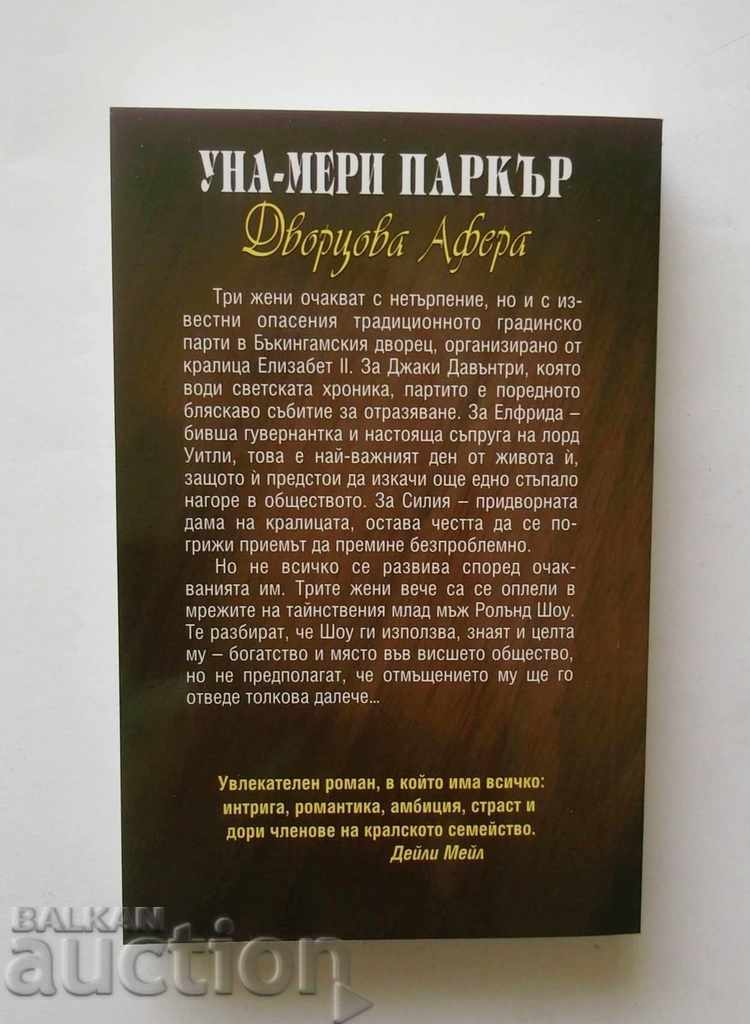 УНА-МЕРИ ПАРКЪР
Дворцова Афера
Три жени очакват с нетърпение, но и с из-
вестни опасения традиционното градинско
парти в Бъкингамския дворец, организирано от
кралица Елизабет II. За Джаки Давънтри, която
води светската хроника, партито е поредното
бляскаво събитие за отразяване. За Елфрида –
бивша гувернантка и настояща съпруга на лорд
Уитли, това е най-важният ден от живота ѝ,
защото ѝ предстои да изкачи още едно стъпало
нагоре в обществото. За Силия – придворната
дама на кралицата, остава честта да се по-
грижи приемът да премине безпроблемно.
Но не всичко се развива според очак-
ванията им. Трите жени вече са се оплели в
мрежите на тайнствения млад мъж Ролънд Шоу.
Те разбират, че Шоу ги използва, знаят и целта
му – богатство и място във висшето общество,
но не предполагат, че отмъщението му ще го
отведе толкова далече...
Увлекателен роман, в който има всичко:
интрига, романтика, амбиция, страст и
дори членове на кралското семейство.
Дейли Мейл
BALKAN
auction